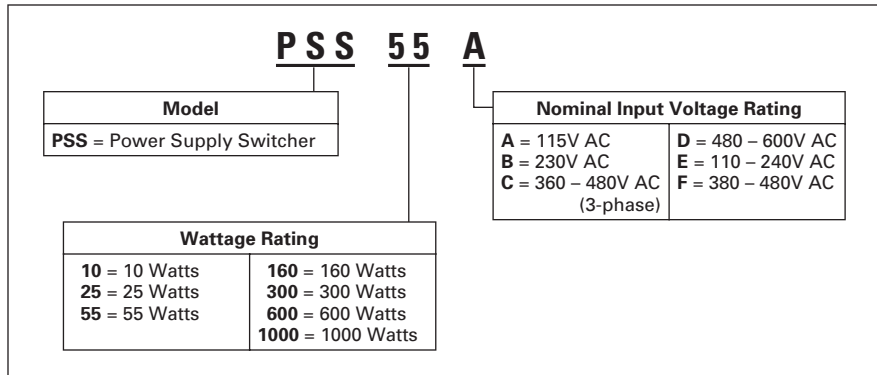 PSS 55 A
Model
PSS = Power Supply Switcher
Nominal Input Voltage Rating
A = 115V AC
B = 230V AC
C = 360 – 480V AC
(3-phase)
D = 480 – 600V AC
E = 110 – 240V AC
F = 380 – 480V AC
Wattage Rating
10 = 10 Watts
25 = 25 Watts
55 = 55 Watts
160 = 160 Watts
300 = 300 Watts
600 = 600 Watts
1000 = 1000 Watts